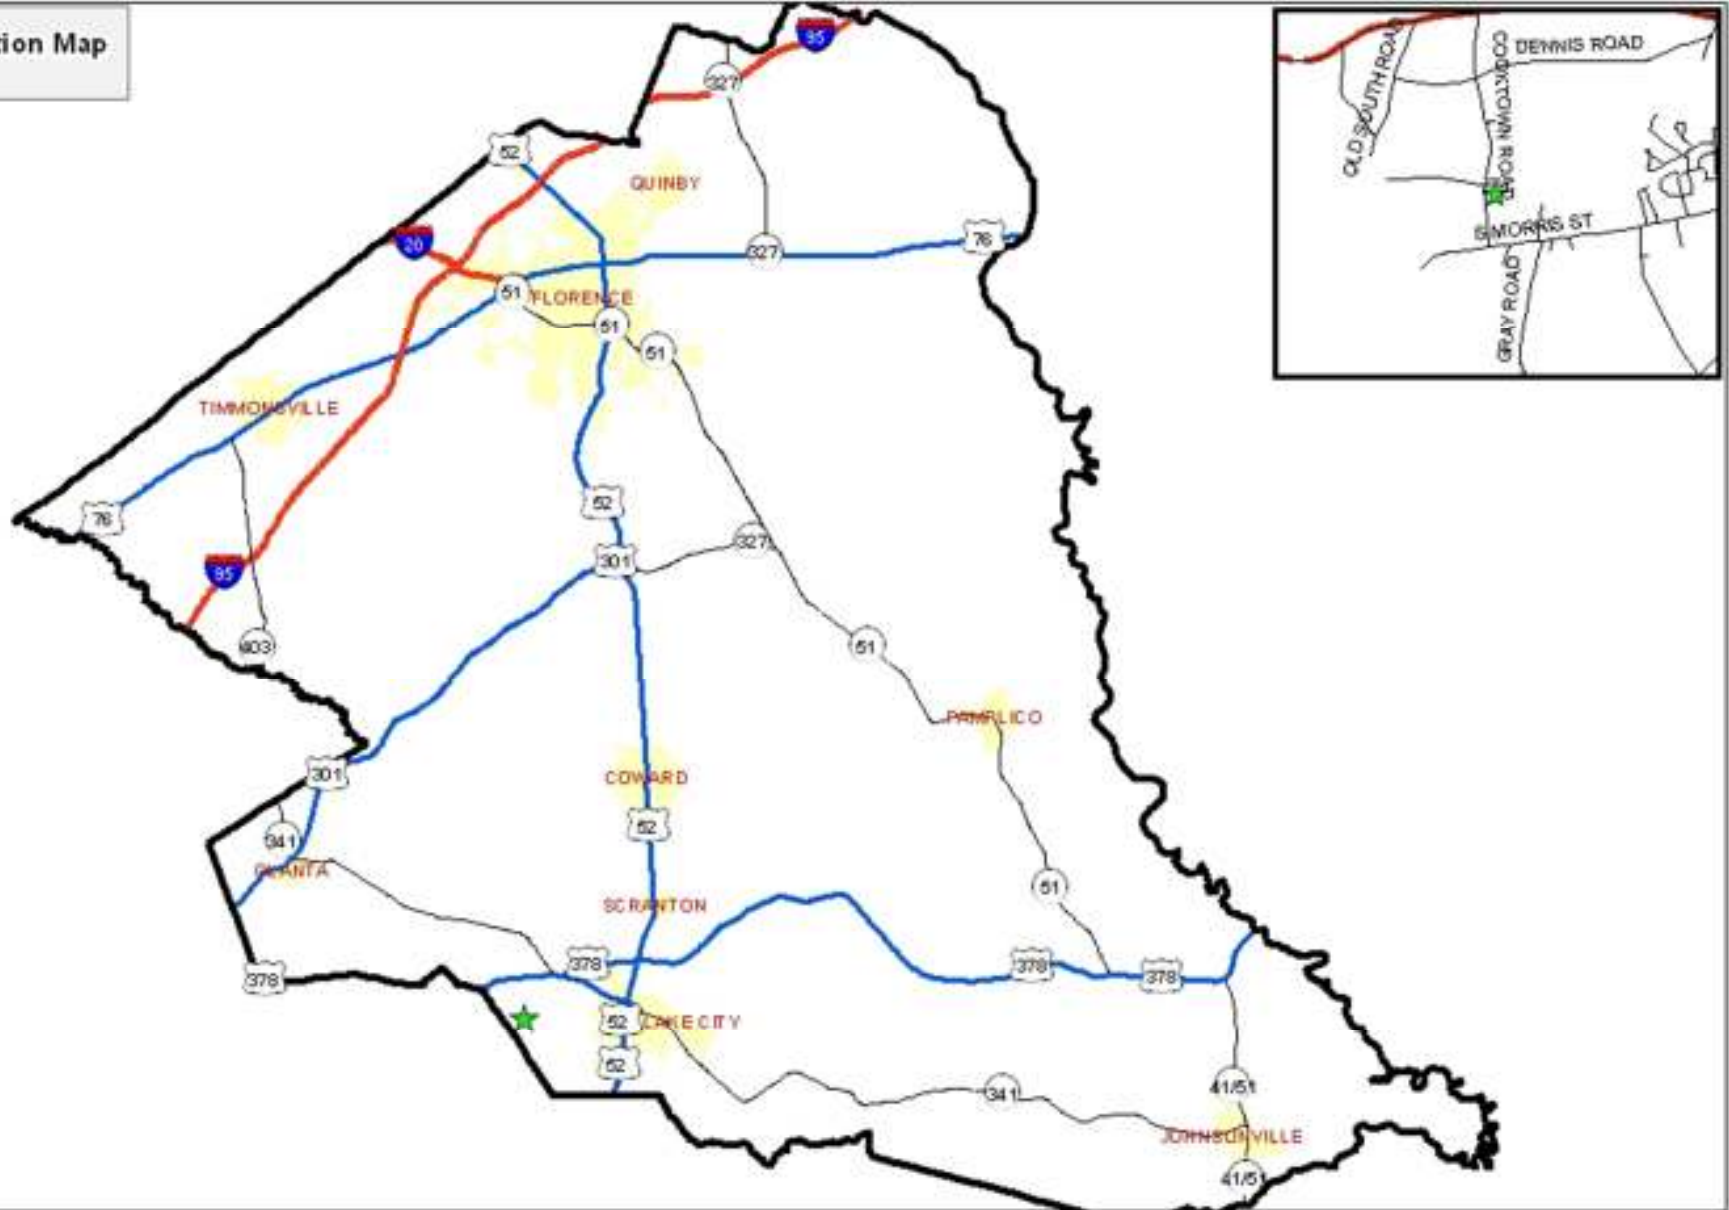 tion Map
95
327
52
QUINBY
20
327
76
51
FLORENCE
51
51
TIMMONSVILLE
76
52
301
327
95
403
51
PAMPLICO
301
COWARD
52
341
OLANTA
51
SCRANTON
378
378
378
378
52
LAKE CITY
52
341
41/51
JOHNSONVILLE
41/51
OLD SOUTH ROAD
COOKTOWN ROAD
DENNIS ROAD
S MORRIS ST
GRAY ROAD